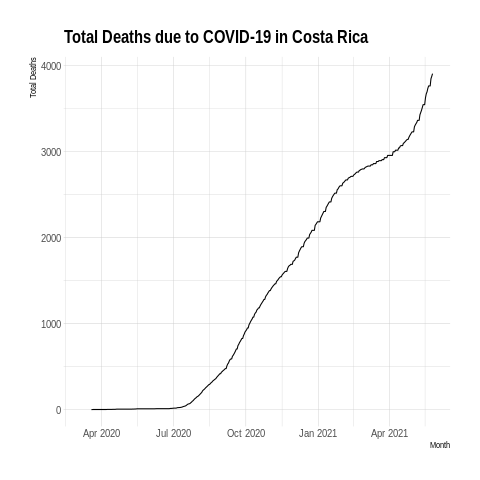 Total Deaths due to COVID-19 in Costa Rica
Total Deaths
4000
3000
2000
1000
0
Apr 2020 Jul 2020 Oct 2020 Jan 2021 Apr 2021
Month